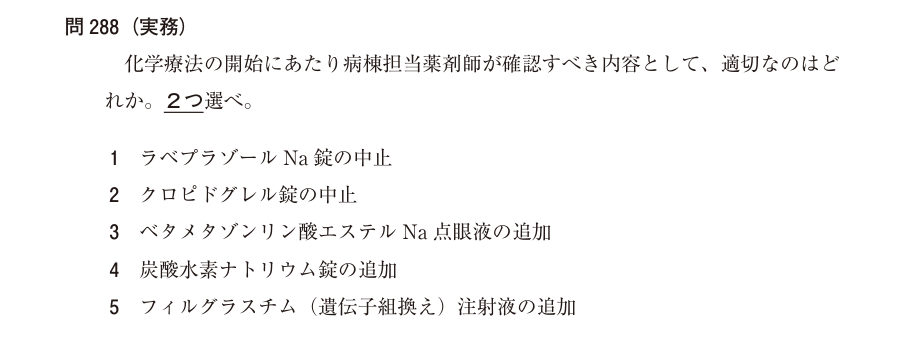 問 288（実務）
化学療法の開始にあたり病棟担当薬剤師が確認すべき内容として、適切なのはど
れか。２つ選べ。
1 ラベプラゾール Na 錠の中止
2 クロピドグレル錠の中止
3 ベタメタゾンリン酸エステル Na 点眼液の追加
4 炭酸水素ナトリウム錠の追加
5 フィルグラスチム（遺伝子組換え）注射液の追加